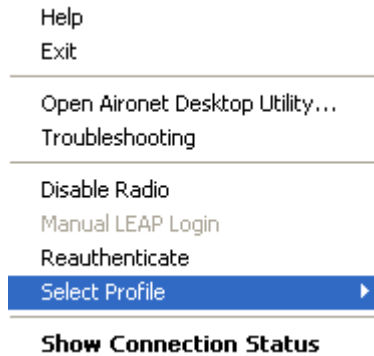 Help
Exit
Open Aironet Desktop Utility...
Troubleshooting
Disable Radio
Manual LEAP Login
Reauthenticate
Select Profile
Show Connection Status